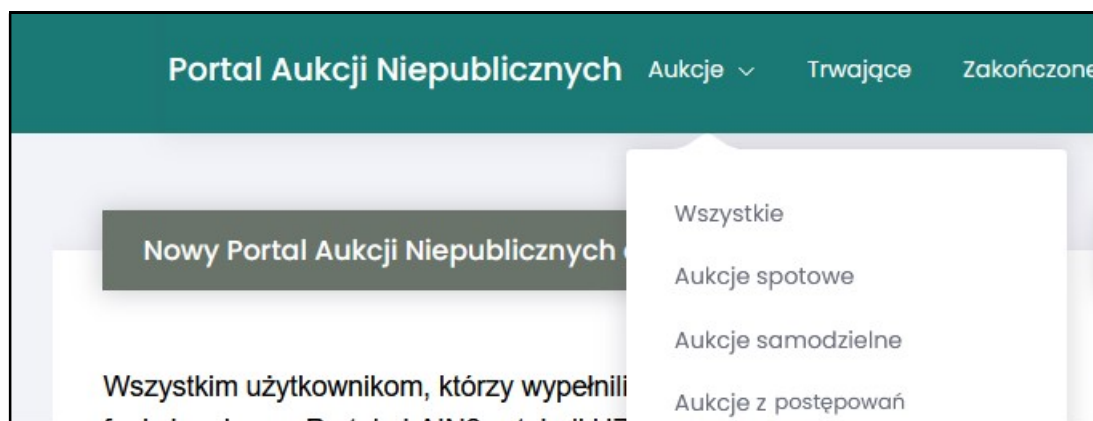 Portal Aukcji Niepublicznych Aukcje Trwające Zakończone
Wszystkie
Nowy Portal Aukcji Niepublicznych
Aukcje spotowe
Aukcje samodzielne
Wszystkim użytkownikom, którzy wypełnili
Aukcje z postępowań